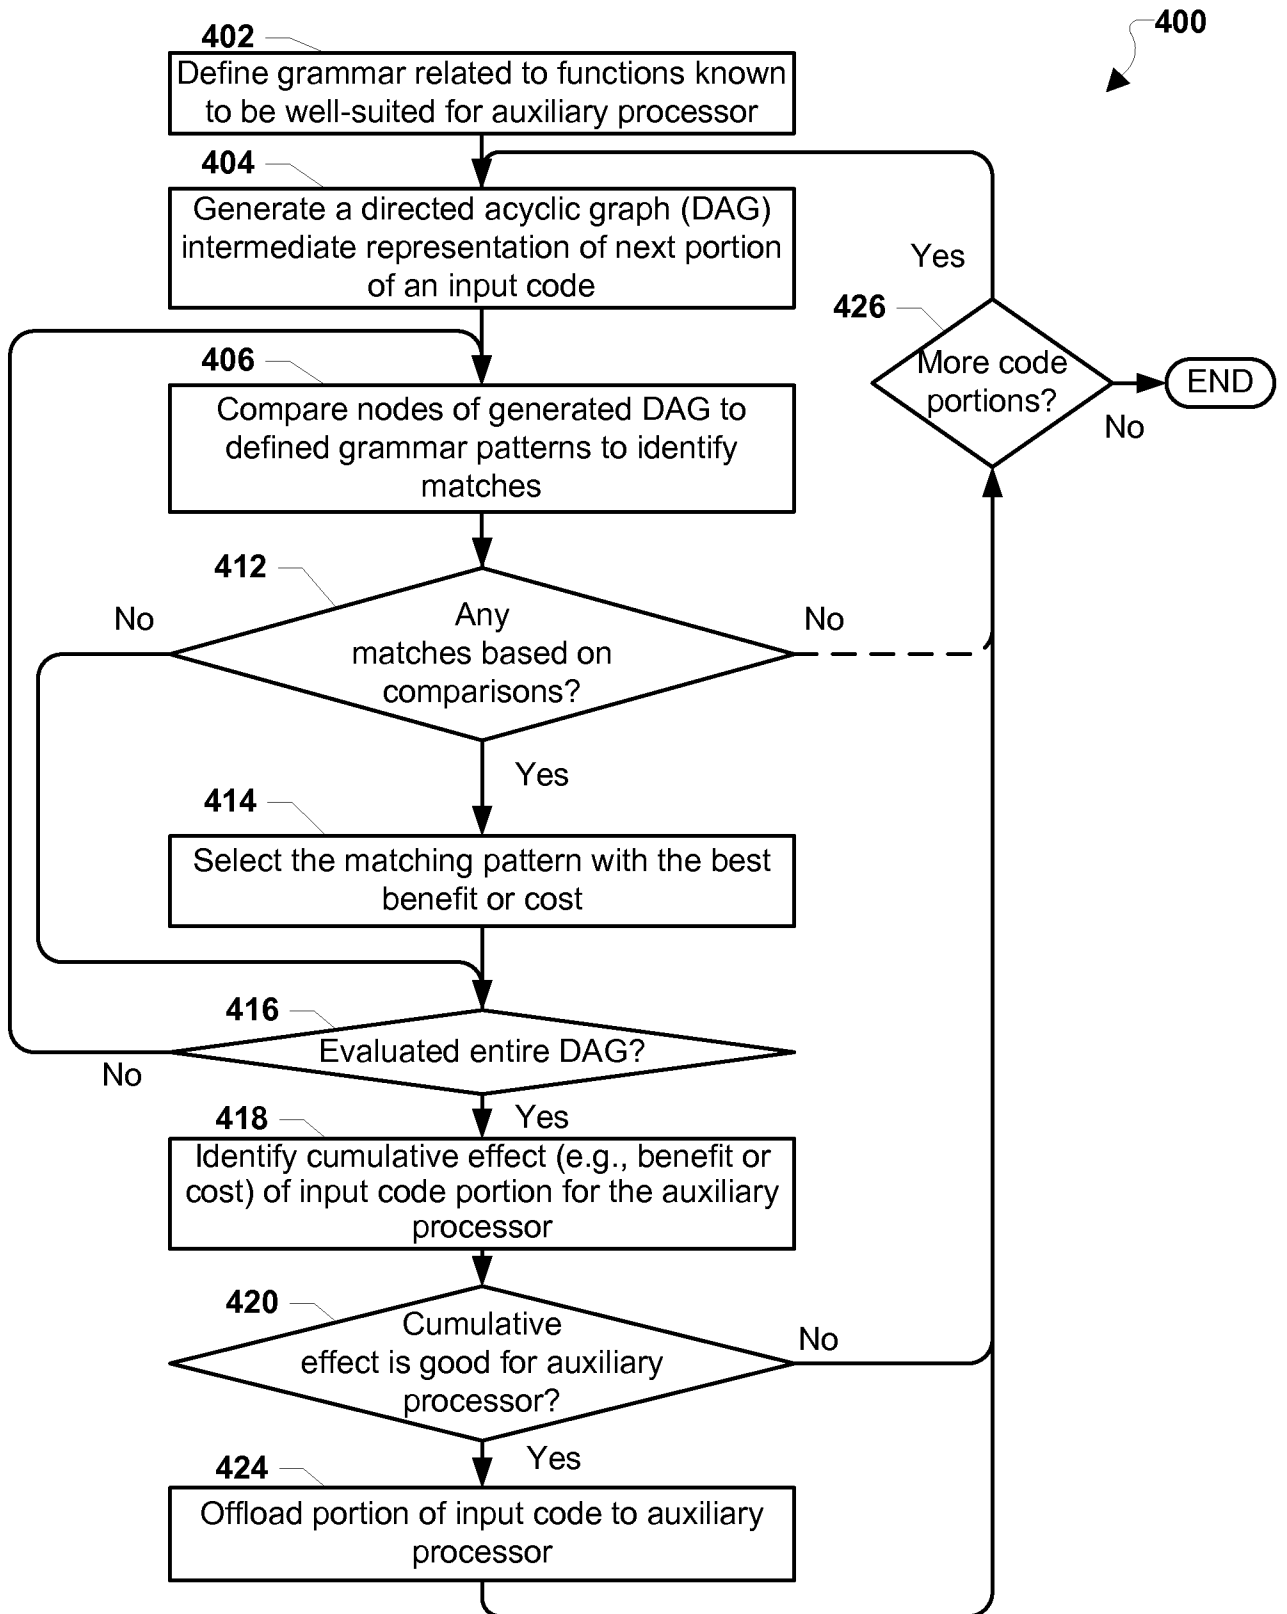 400
402
Define grammar related to functions known
to be well-suited for auxiliary processor
404
Generate a directed acyclic graph (DAG)
intermediate representation of next portion
of an input code
Yes
426
More code
portions?
END
No
406
Compare nodes of generated DAG to
defined grammar patterns to identify
matches
412
No
Any
matches based on
comparisons?
No
Yes
414
Select the matching pattern with the best
benefit or cost
416
Evaluated entire DAG?
No
Yes
418
Identify cumulative effect (e.g., benefit or
cost) of input code portion for the auxiliary
processor
420
Cumulative
effect is good for auxiliary
processor?
No
Yes
424
Offload portion of input code to auxiliary
processor